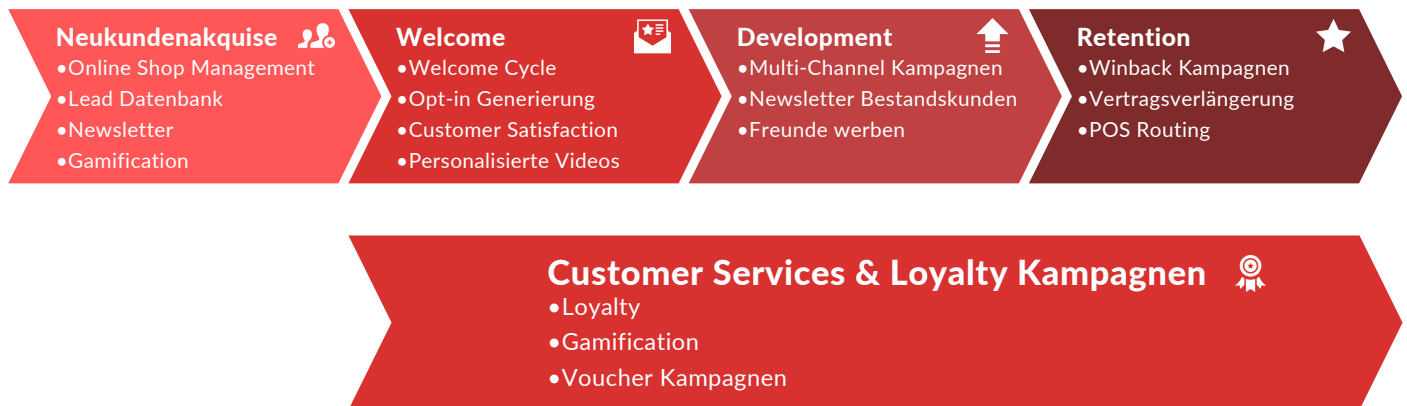 Neukundenakquise
•Online Shop Management
•Lead Datenbank
•Newsletter
•Gamification
Welcome
•Welcome Cycle
•Opt-in Generierung
•Customer Satisfaction
•Personalisierte Videos
Development
•Multi-Channel Kampagnen
•Newsletter Bestandskunden
•Freunde werben
Retention
•Winback Kampagnen
•Vertragsverlängerung
•POS Routing
Customer Services & Loyalty Kampagnen
•Loyalty
•Gamification
•Voucher Kampagnen